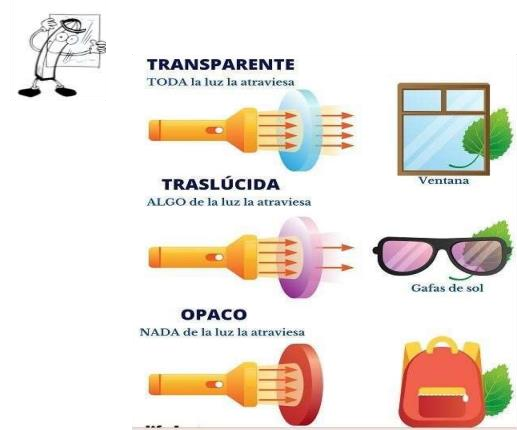 TRANSPARENTE
TODA la luz la atraviesa
Ventana
TRASLÚCIDA
ALGO de la luz la atraviesa
Gafas de sol
OPACO
NADA de la luz la atraviesa